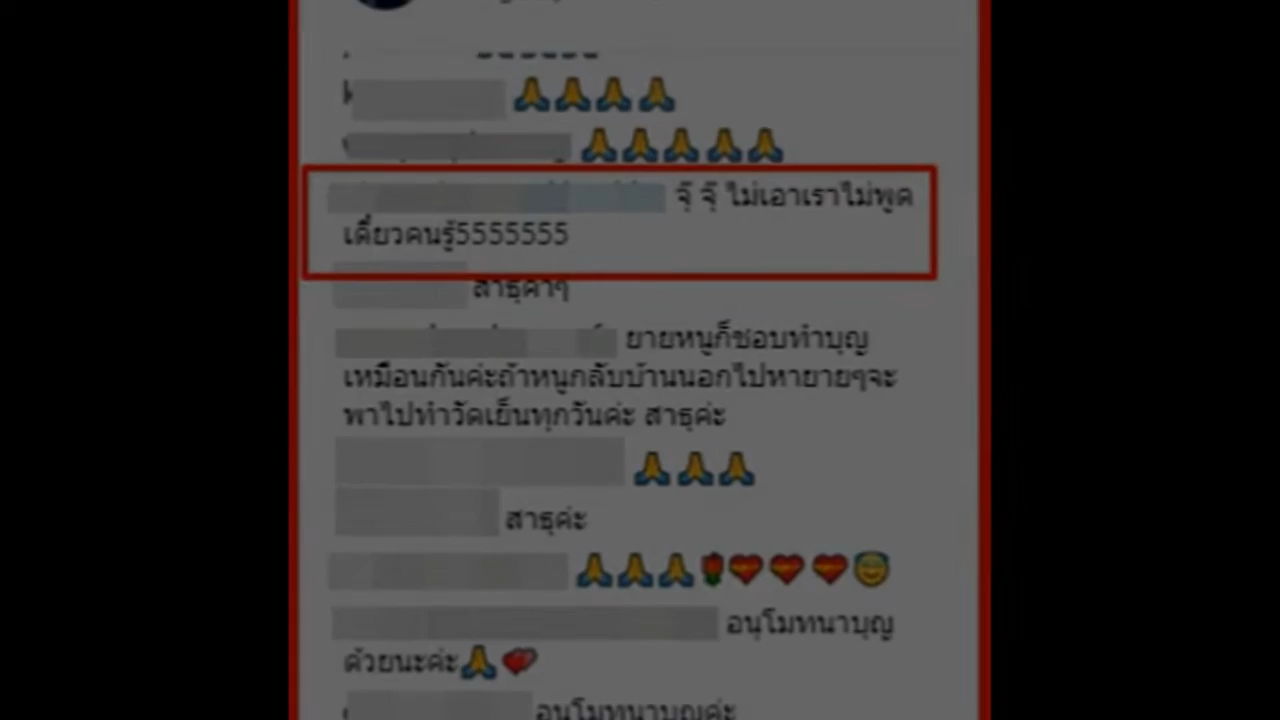 🙏🙏🙏🙏
🙏🙏🙏🙏🙏
จุ๊ จุ๊ ไม่เอาเราไม่พูด
เดี๋ยวคนรู้5555555
สาธุค่าๆ
ยายหนูก็ชอบทำบุญ
เหมือนกันค่ะถ้าหนูกลับบ้านนอกไปหายายๆจะ
พาไปทำวัดเย็นทุกวันค่ะ สาธุค่ะ
🙏🙏🙏
สาธุค่ะ
🙏🙏🙏🌹💝💝💝😇
อนุโมทนาบุญ
ด้วยนะค่ะ🙏💕
อนุโมทนาบุญค่ะ